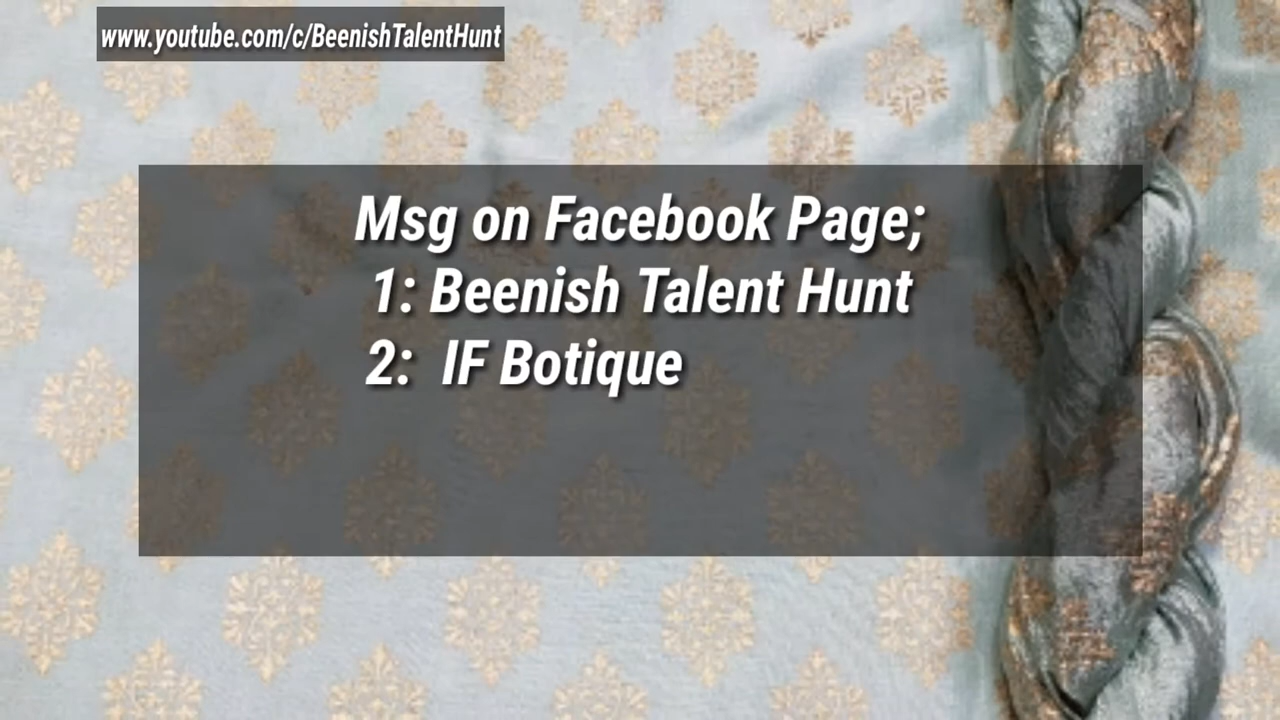 www.youtube.com/c/BeenishTalentHunt
Msg on Facebook Page;
1: Beenish Talent Hunt
2: IF Botique